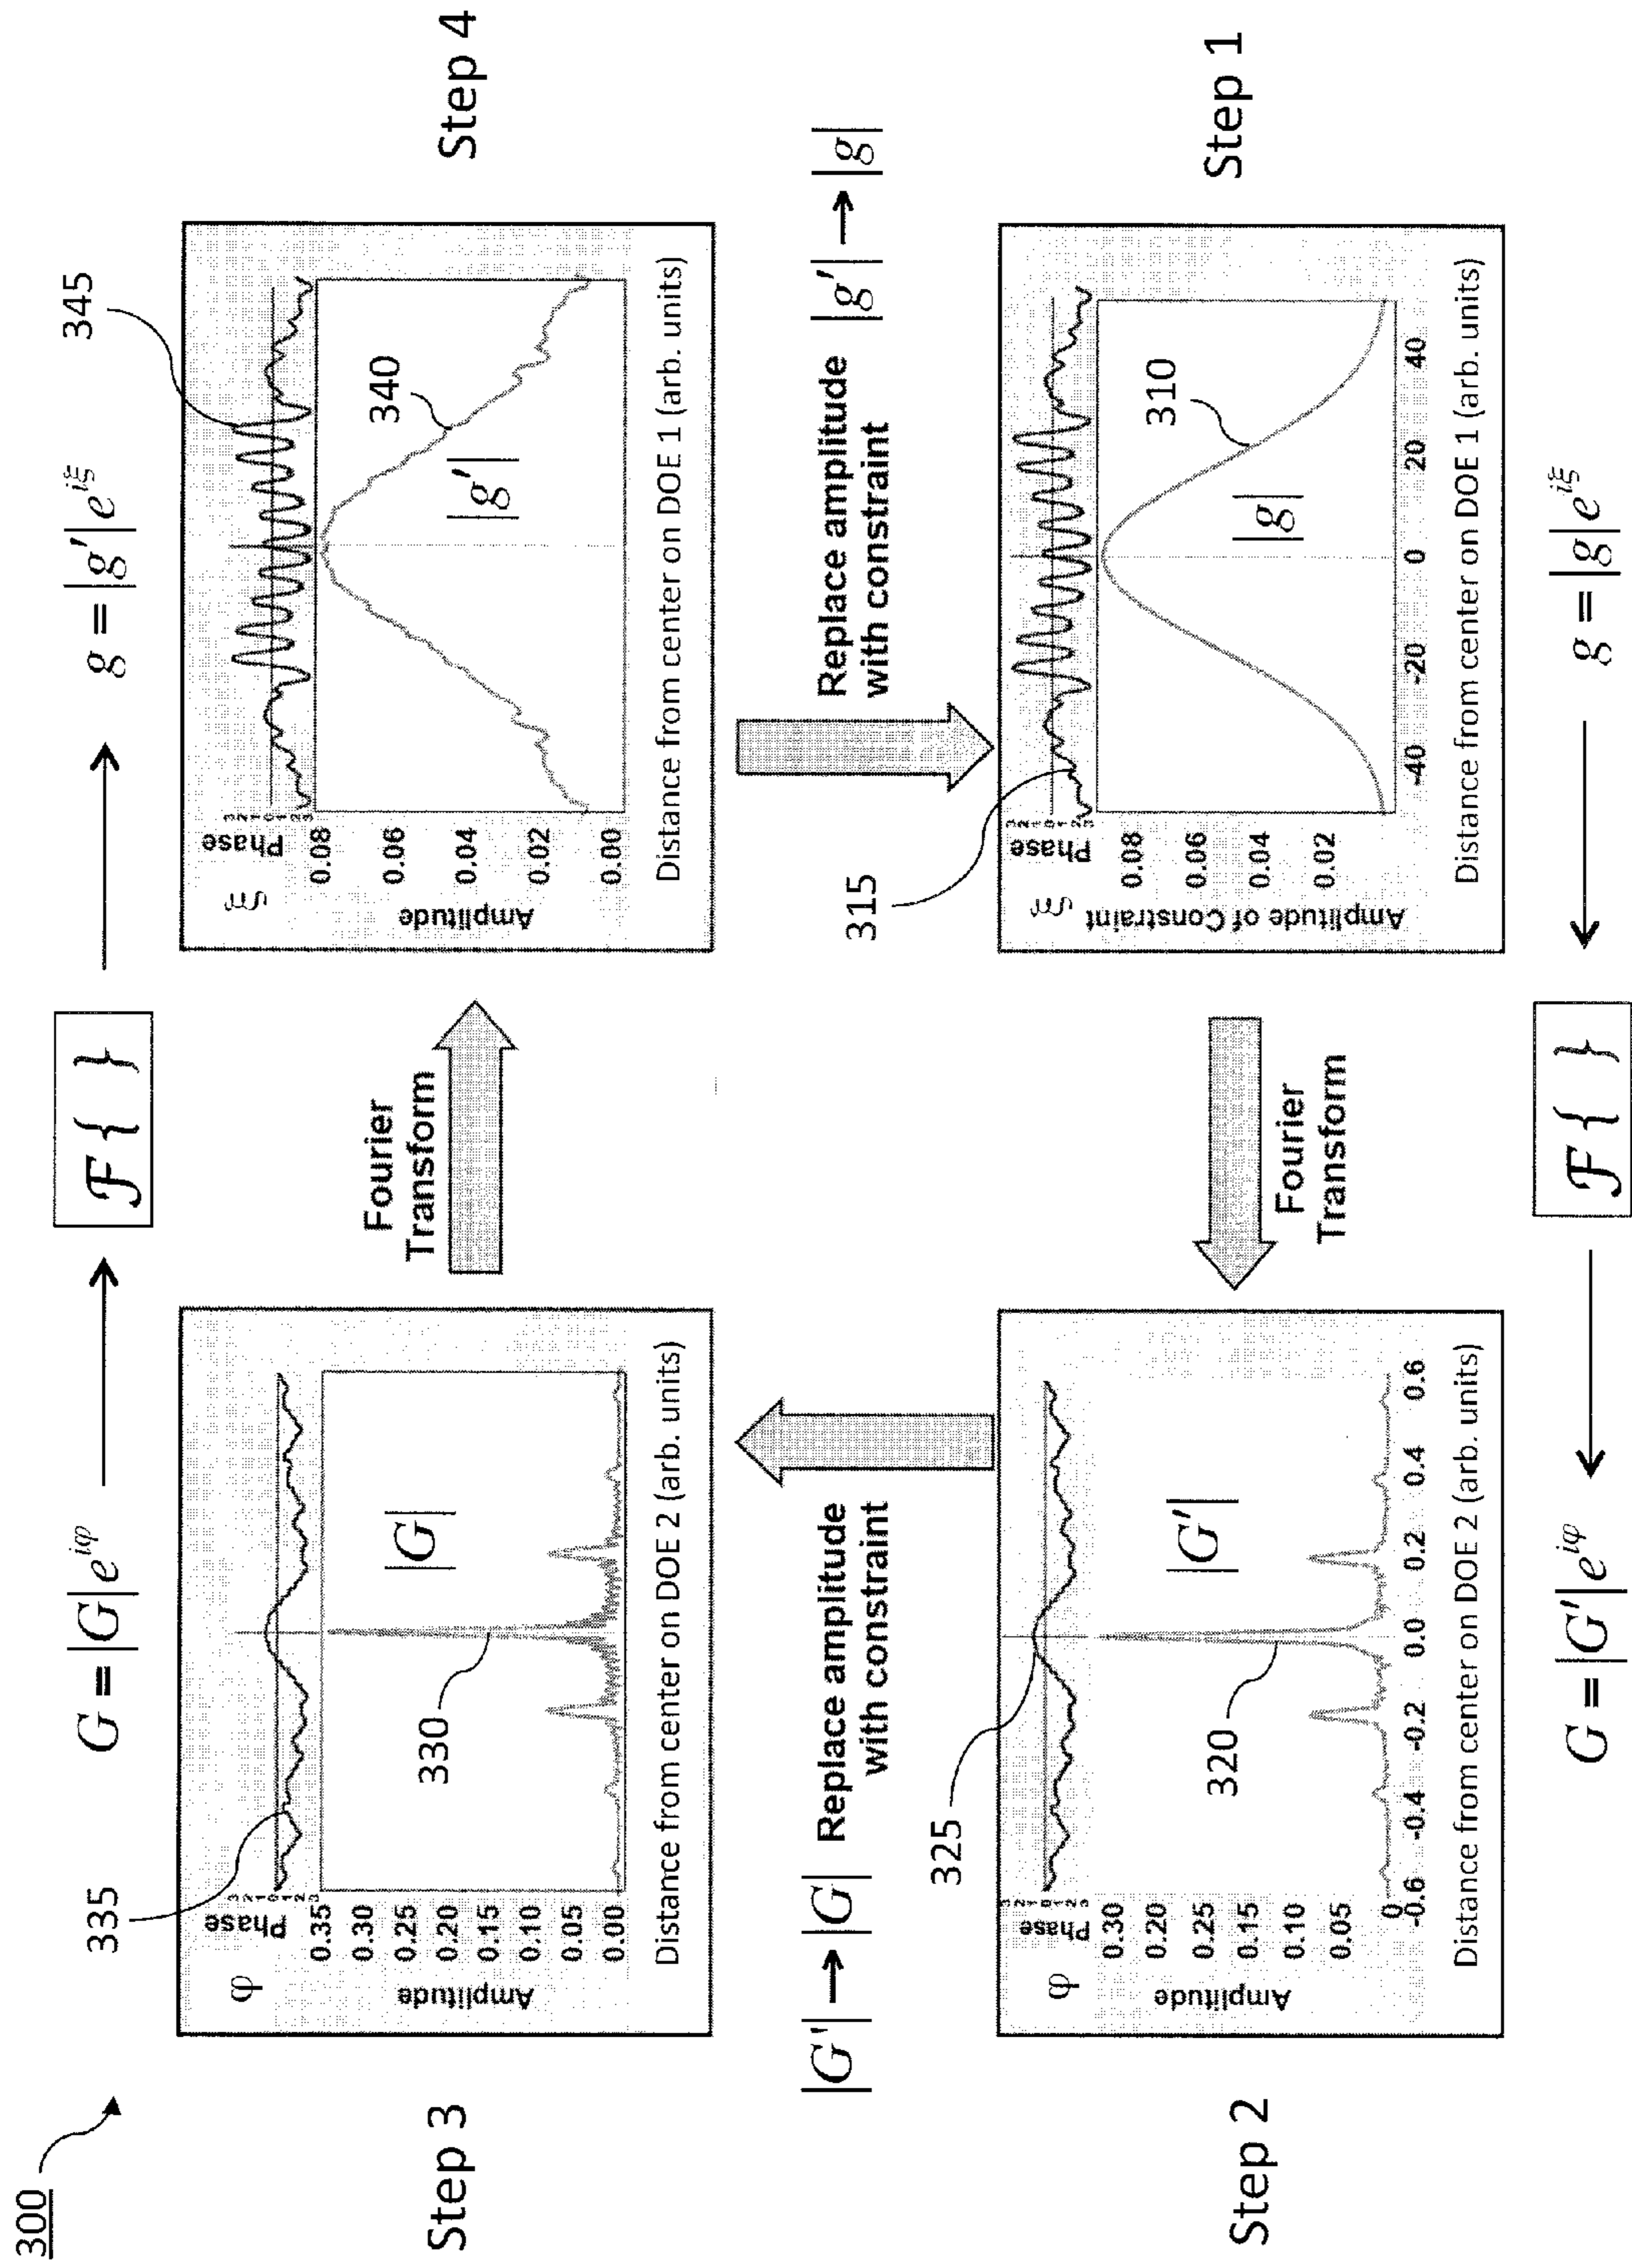 300
G = |G|e^{iφ} → ℱ{ } → g = |g'|e^{iξ}
335
φ
Phase
0.35
0.30
0.25
0.20
0.15
0.10
0.05
0.00
Amplitude
|G|
330
Distance from center on DOE 2 (arb. units)
Step 3
Fourier
Transform
345
ξ
Phase
0.08
0.06
0.04
0.02
0.00
Amplitude
340
|g'|
Distance from center on DOE 1 (arb. units)
Step 4
|G'| → |G|
Replace amplitude
with constraint
Replace amplitude
with constraint
|g'| → |g|
325
φ
Phase
0.30
0.20
0.25
0.15
0.10
0.05
0
Amplitude
|G'|
320
-0.6 -0.4 -0.2 0.0 0.2 0.4 0.6
Distance from center on DOE 2 (arb. units)
Step 2
Fourier
Transform
315
ξ
Phase
0.08
0.06
0.04
0.02
Amplitude of Constraint
310
|g|
-40 -20 0 20 40
Distance from center on DOE 1 (arb. units)
Step 1
G = |G'|e^{iφ} ← ℱ{ } ← g = |g|e^{iξ}